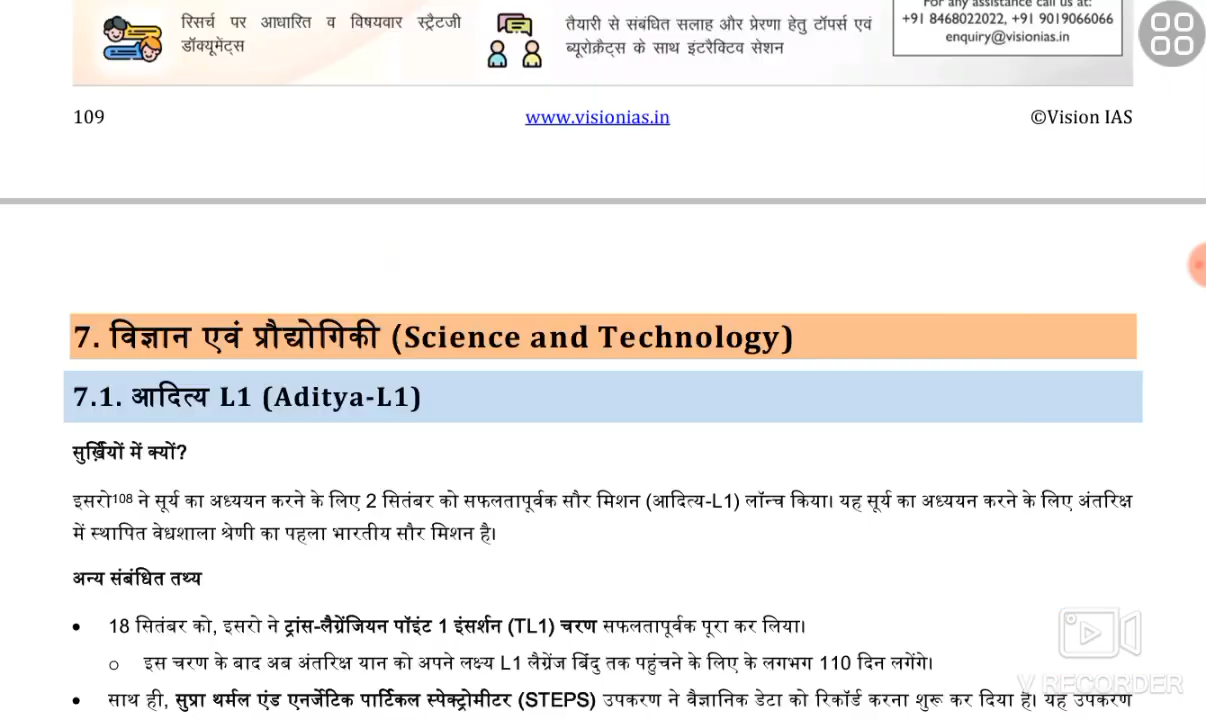 For any assistance call us at:
रिसर्च पर आधारित व विषयवार स्ट्रैटजी
डॉक्यूमेंट्स
तैयारी से संबंधित सलाह और प्रेरणा हेतु टॉपर्स एवं
ब्यूरोक्रैट्स के साथ इंटरैक्टिव सेशन
+91 8468022022, +91 9019066066
enquiry@visionias.in
109
www.visionias.in
©Vision IAS
7. विज्ञान एवं प्रौद्योगिकी (Science and Technology)
7.1. आदित्य L1 (Aditya-L1)
सुर्ख़ियों में क्यों?
इसरो108 ने सूर्य का अध्ययन करने के लिए 2 सितंबर को सफलतापूर्वक सौर मिशन (आदित्य-L1) लॉन्च किया। यह सूर्य का अध्ययन करने के लिए अंतरिक्ष
में स्थापित वेधशाला श्रेणी का पहला भारतीय सौर मिशन है।
अन्य संबंधित तथ्य
• 18 सितंबर को, इसरो ने ट्रांस-लैग्रेंजियन पॉइंट 1 इंसर्शन (TL1) चरण सफलतापूर्वक पूरा कर लिया।
o इस चरण के बाद अब अंतरिक्ष यान को अपने लक्ष्य L1 लैग्रेंज बिंदु तक पहुंचने के लिए के लगभग 110 दिन लगेंगे।
• साथ ही, सुप्रा थर्मल एंड एनर्जेटिक पार्टिकल स्पेक्ट्रोमीटर (STEPS) उपकरण ने वैज्ञानिक डेटा को रिकॉर्ड करना शुरू कर दिया है। यह उपकरण
V RECORDER